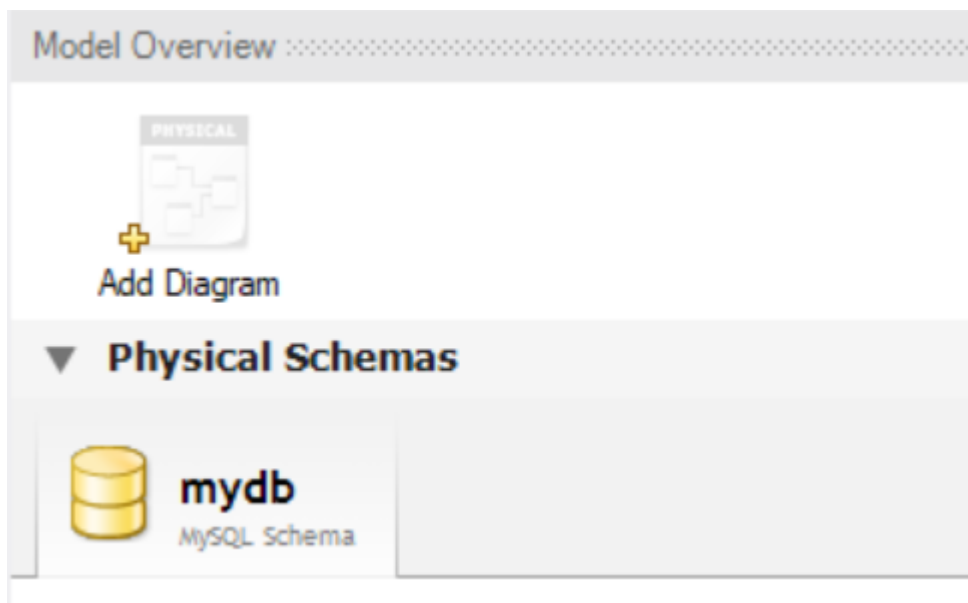 Model Overview
PHYSICAL
Add Diagram
Physical Schemas
mydb
MySQL Schema